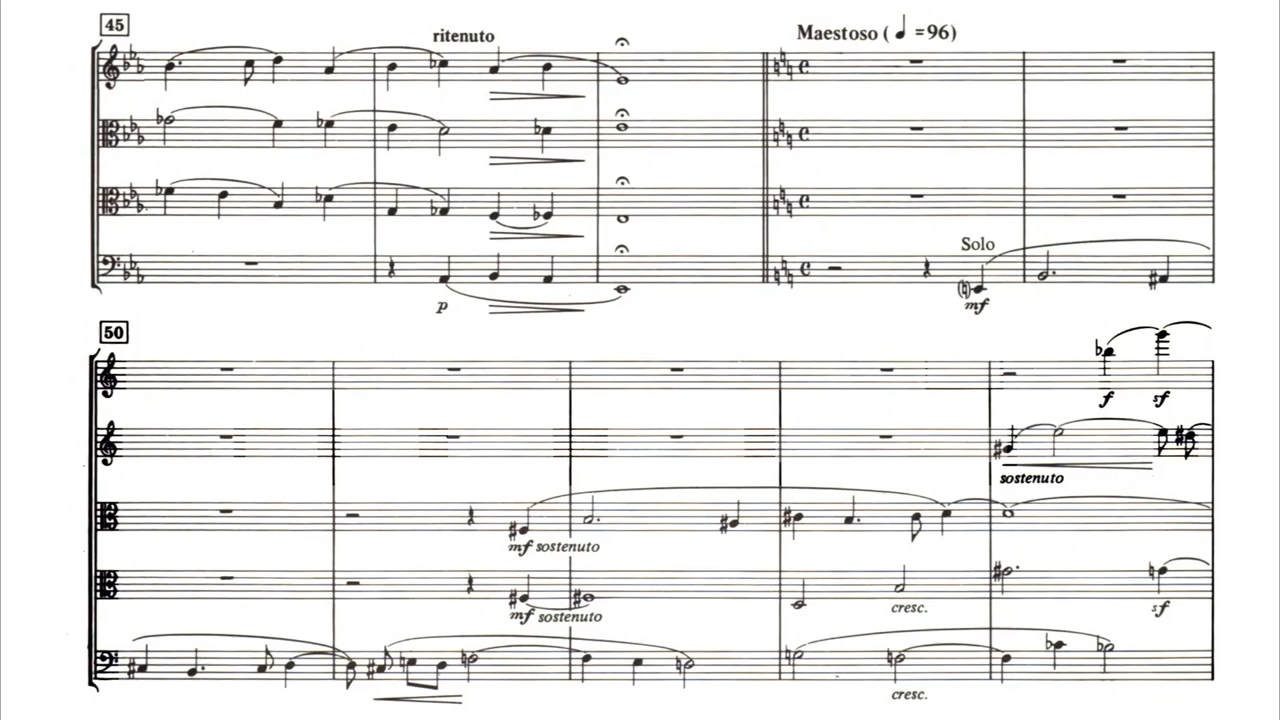 45
ritenuto
Maestoso ( ♩ =96)
Solo
p
mf
50
f sf
sostenuto
mf sostenuto
mf sostenuto
cresc.
sf
cresc.